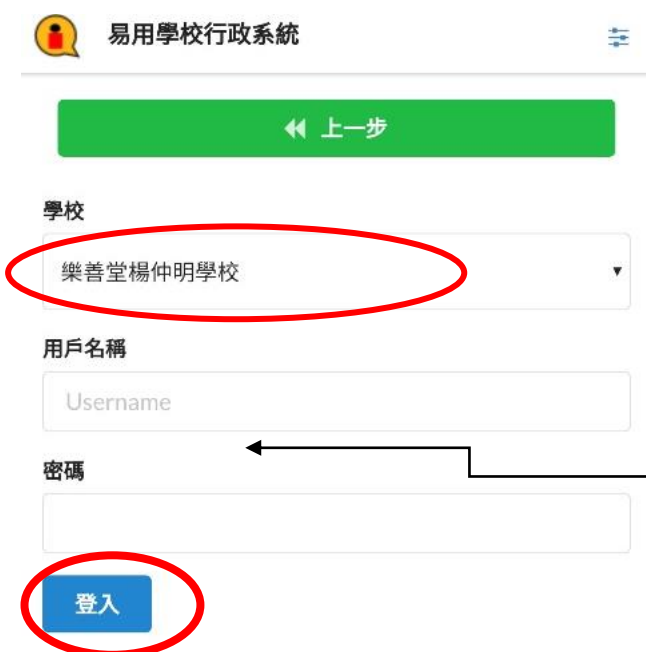 易用學校行政系統
上一步
學校
樂善堂楊仲明學校
用戶名稱
Username
密碼
登入